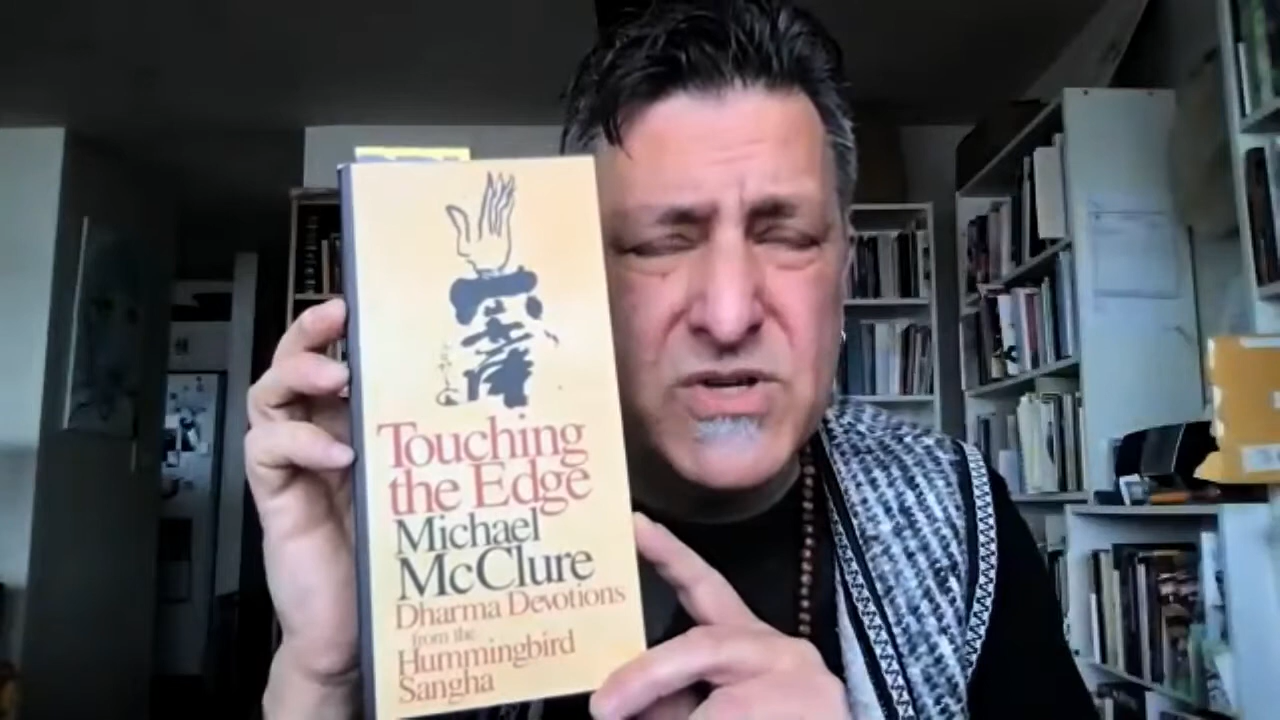 Touching
the Edge
Michael
McClure
Dharma Devotions
from the
Hummingbird
Sangha